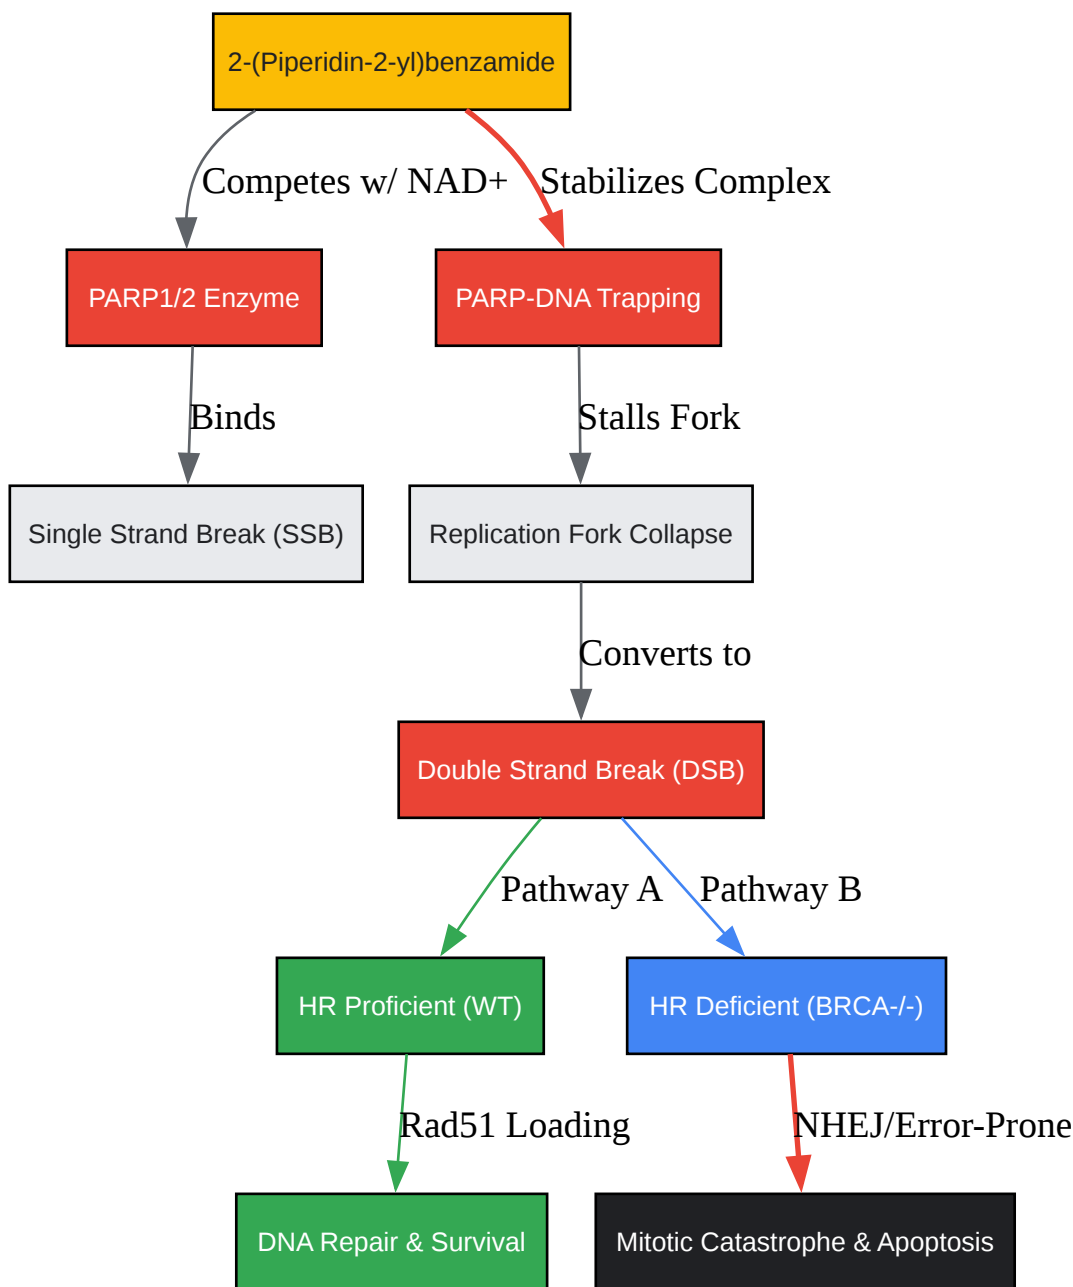 2-(Piperidin-2-yl)benzamide
Competes w/ NAD+
Stabilizes Complex
PARP1/2 Enzyme
PARP-DNA Trapping
Binds
Stalls Fork
Single Strand Break (SSB)
Replication Fork Collapse
Converts to
Double Strand Break (DSB)
Pathway A
Pathway B
HR Proficient (WT)
HR Deficient (BRCA-/-)
Rad51 Loading
NHEJ/Error-Prone
DNA Repair & Survival
Mitotic Catastrophe & Apoptosis